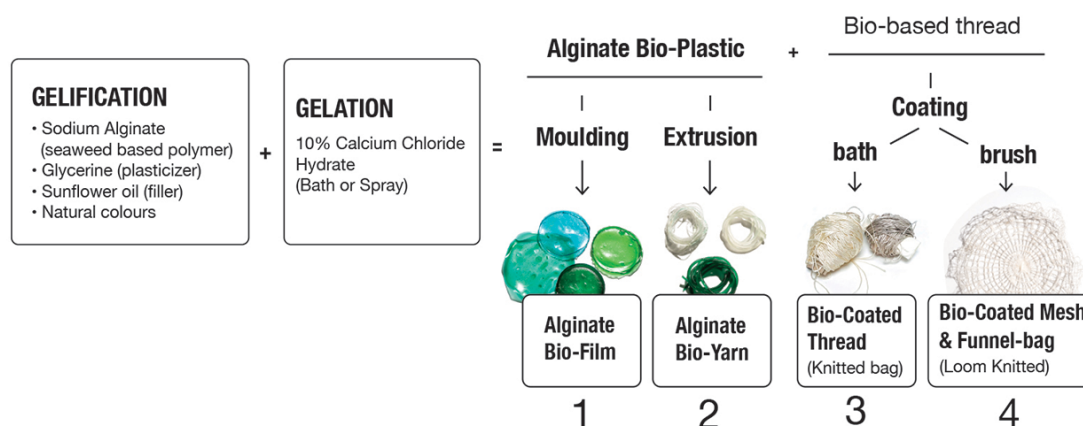 GELIFICATION
• Sodium Alginate
(seaweed based polymer)
• Glycerine (plasticizer)
• Sunflower oil (filler)
• Natural colours
+
GELATION
10% Calcium Chloride
Hydrate
(Bath or Spray)
=
Alginate Bio-Plastic
+
Bio-based thread
Moulding
Extrusion
Coating
bath
brush
Alginate
Bio-Film
Alginate
Bio-Yarn
Bio-Coated
Thread
(Knitted bag)
Bio-Coated Mesh
& Funnel-bag
(Loom Knitted)
1
2
3
4